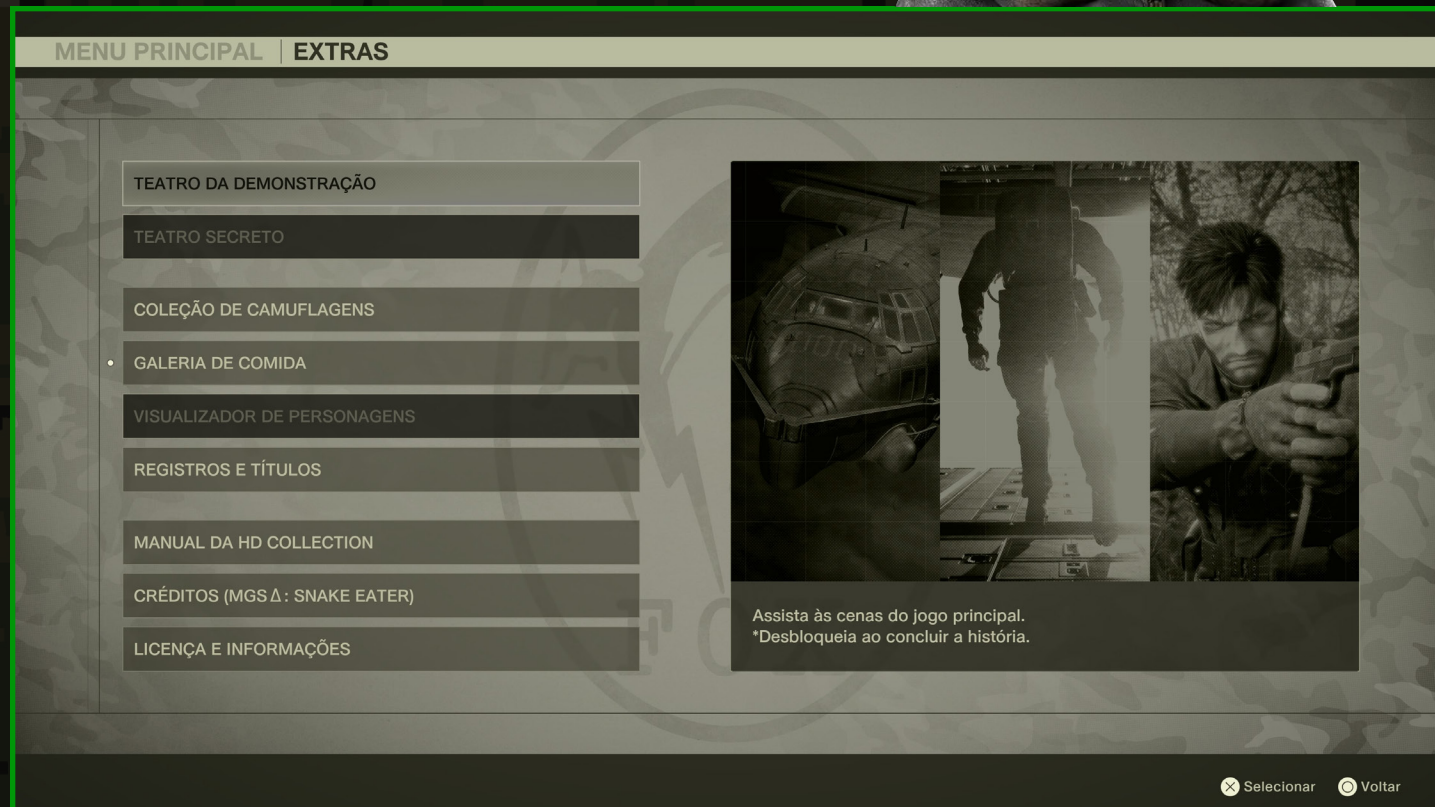 MENU PRINCIPAL | EXTRAS
TEATRO DA DEMONSTRAÇÃO
TEATRO SECRETO
COLEÇÃO DE CAMUFLAGENS
GALERIA DE COMIDA
VISUALIZADOR DE PERSONAGENS
REGISTROS E TÍTULOS
MANUAL DA HD COLLECTION
CRÉDITOS (MGS Δ : SNAKE EATER)
LICENÇA E INFORMAÇÕES
Assista às cenas do jogo principal.
*Desbloqueia ao concluir a história.
Selecionar Voltar